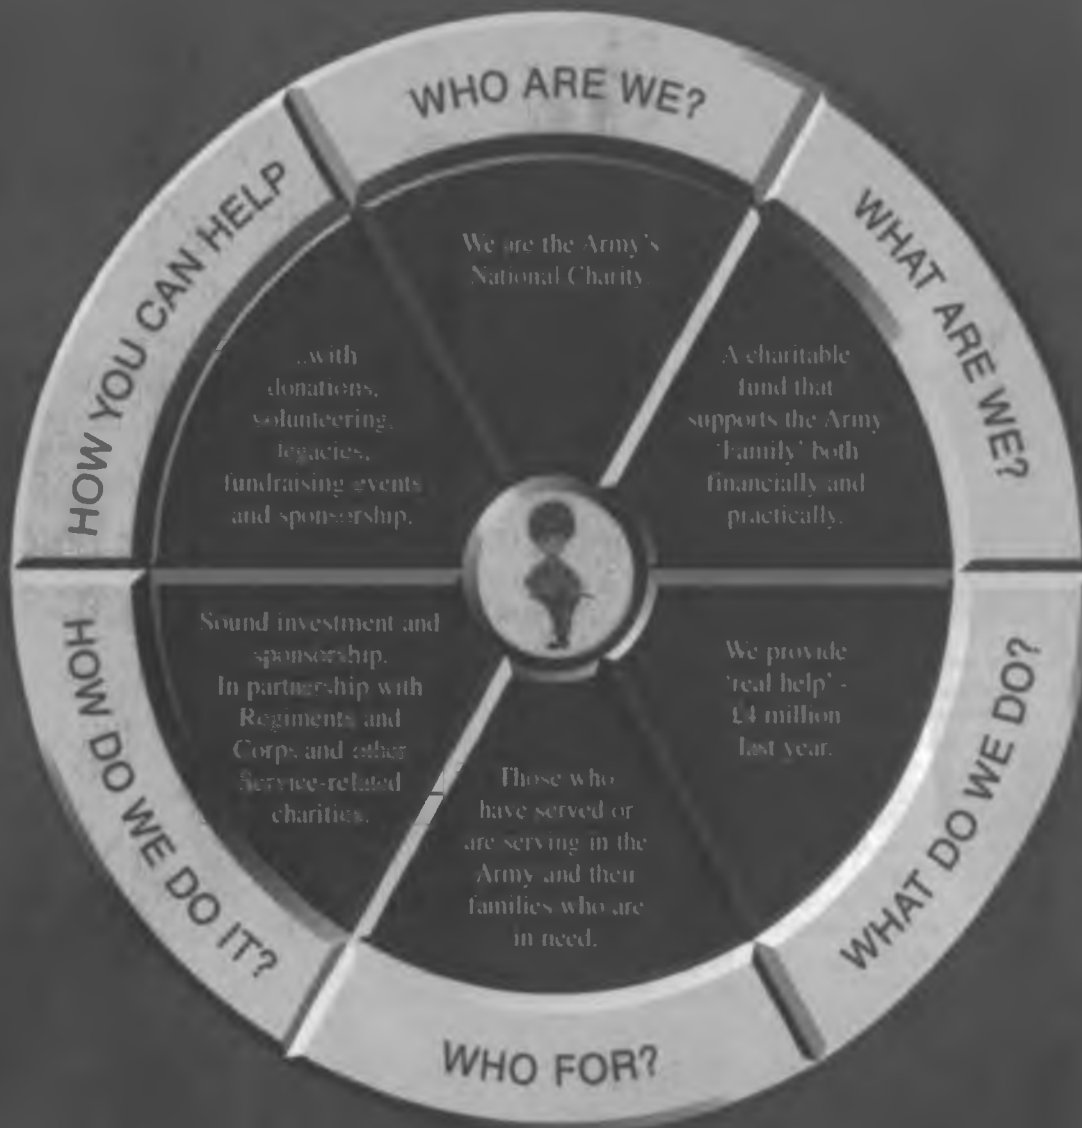 WHO ARE WE?
We are the Army's
National Charity.
WHAT ARE WE?
A charitable
fund that
supports the Army
'Family' both
financially and
practically.
WHAT DO WE DO?
We provide
'real help' -
£4 million
last year.
WHO FOR?
Those who
have served or
are serving in the
Army and their
families who are
in need.
HOW DO WE DO IT?
Sound investment and
sponsorship.
In partnership with
Regiments and
Corps and other
Service-related
charities.
HOW YOU CAN HELP
...with
donations,
volunteering,
legacies,
fundraising events
and sponsorship.